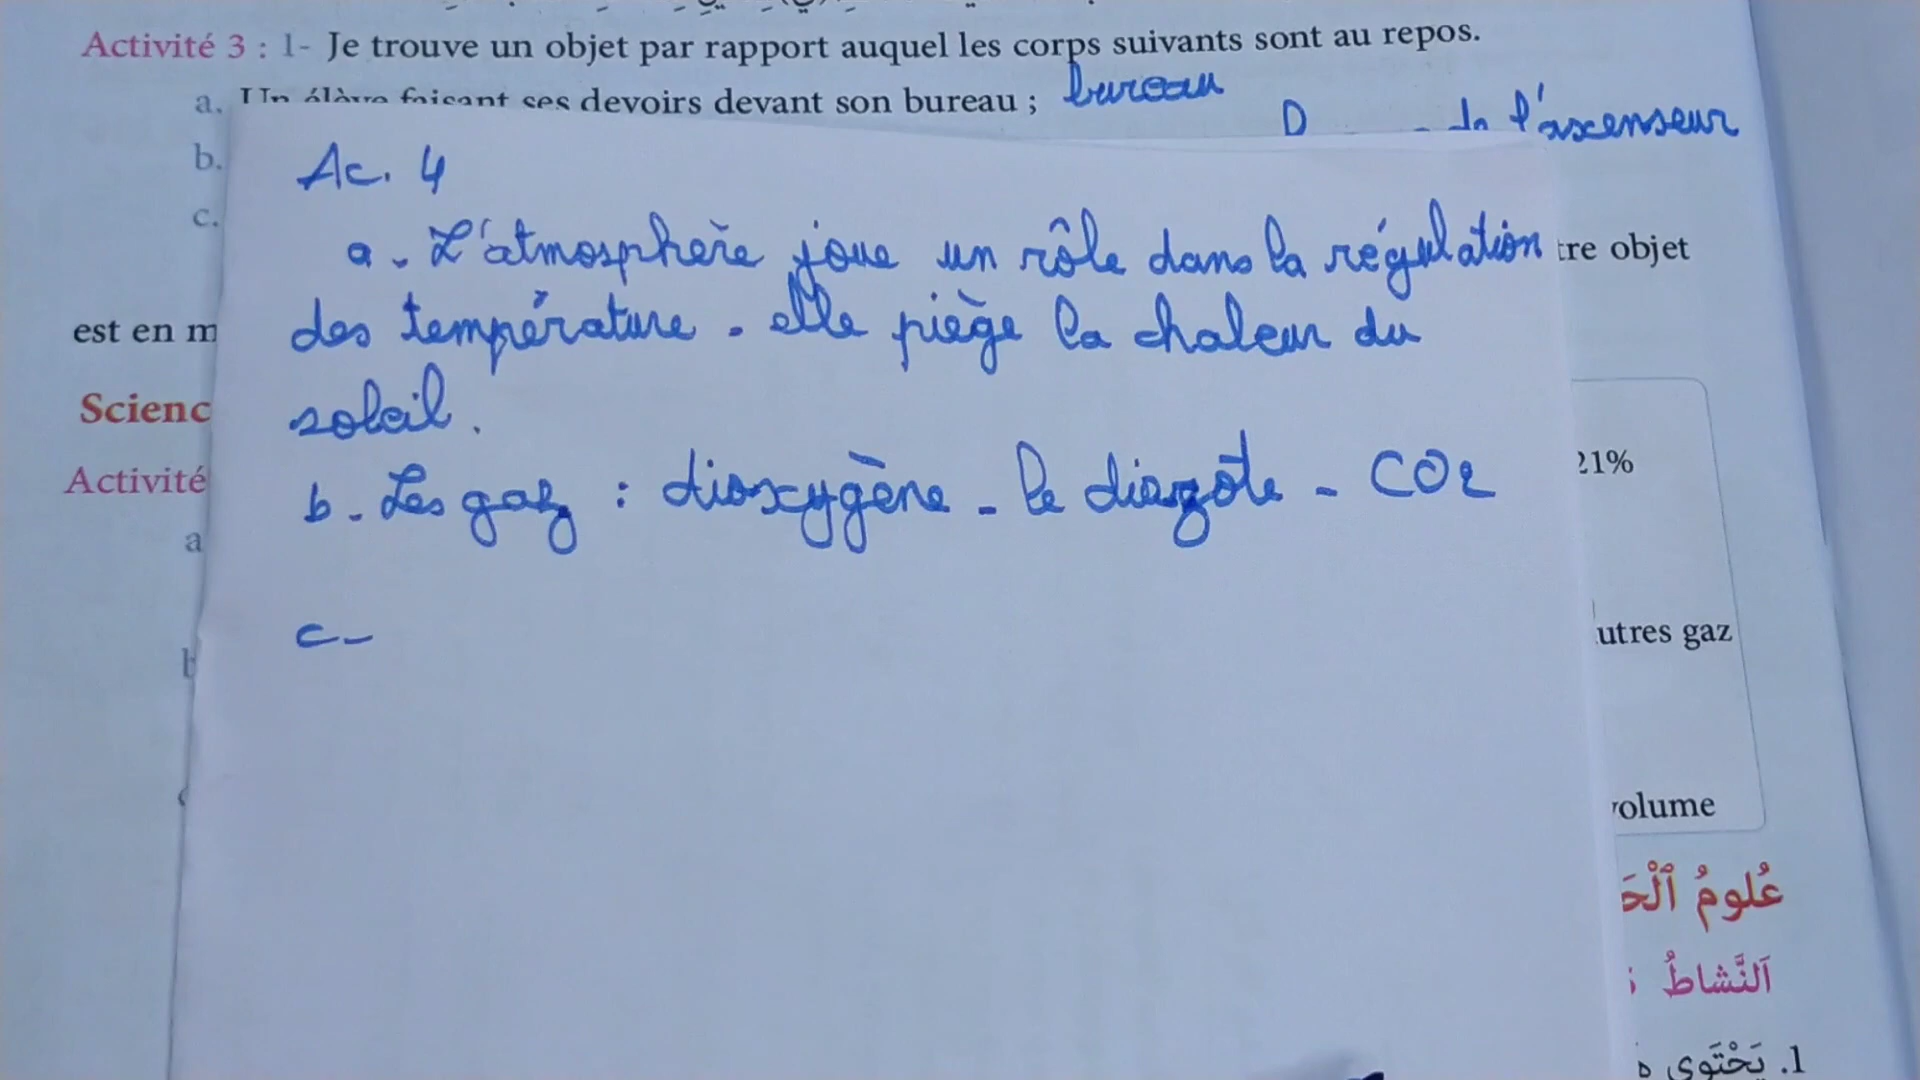 Activité 3 : 1- Je trouve un objet par rapport auquel les corps suivants sont au repos.
a. Un élève faisant ses devoirs devant son bureau ; bureau
de l'ascenseur
b.
Ac. 4
c.
a - L'atmosphère joue un rôle dans la régulation
tre objet
des température . elle piège la chaleur du
est en m
soleil .
Scienc
b - Les gaz : dioxygène - le diazote - CO2
21%
Activité
a
c -
utres gaz
b
volume
عُلومُ ٱلْحَ
ٱلنَّشاطُ
1. يَحْتَوي